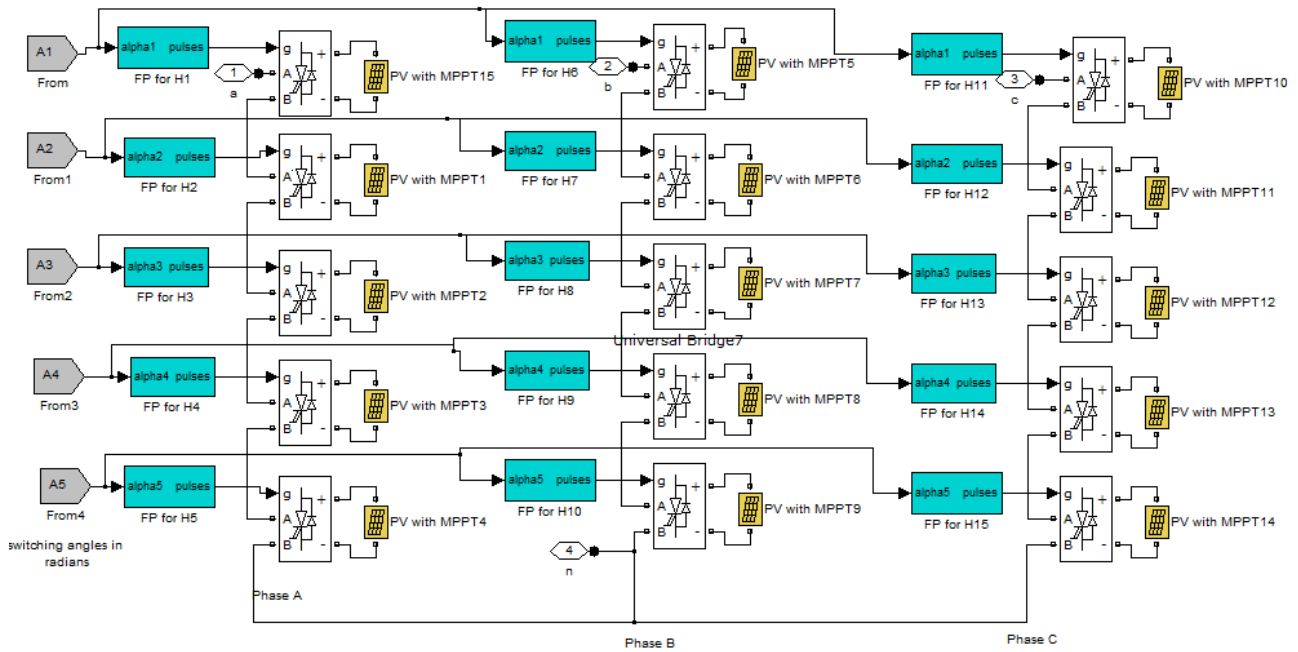 A1
From
alpha1 pulses
FP for H1
1
a
g
A
B
+
-
PV with MPPT15
alpha1 pulses
FP for H6
2
b
g
A
B
+
-
PV with MPPT5
alpha1 pulses
FP for H11
3
c
g
A
B
+
-
PV with MPPT10
A2
From1
alpha2 pulses
FP for H2
g
A
B
+
-
PV with MPPT1
alpha2 pulses
FP for H7
g
A
B
+
-
PV with MPPT6
alpha2 pulses
FP for H12
g
A
B
+
-
PV with MPPT11
A3
From2
alpha3 pulses
FP for H3
g
A
B
+
-
PV with MPPT2
alpha3 pulses
FP for H8
g
A
B
+
-
PV with MPPT7
Universal Bridge7
alpha3 pulses
FP for H13
g
A
B
+
-
PV with MPPT12
A4
From3
alpha4 pulses
FP for H4
g
A
B
+
-
PV with MPPT3
alpha4 pulses
FP for H9
g
A
B
+
-
PV with MPPT8
alpha4 pulses
FP for H14
g
A
B
+
-
PV with MPPT13
A5
From4
alpha5 pulses
FP for H5
g
A
B
+
-
PV with MPPT4
alpha5 pulses
FP for H10
g
A
B
+
-
PV with MPPT9
alpha5 pulses
FP for H15
g
A
B
+
-
PV with MPPT14
switching angles in
radians
4
n
Phase A
Phase B
Phase C